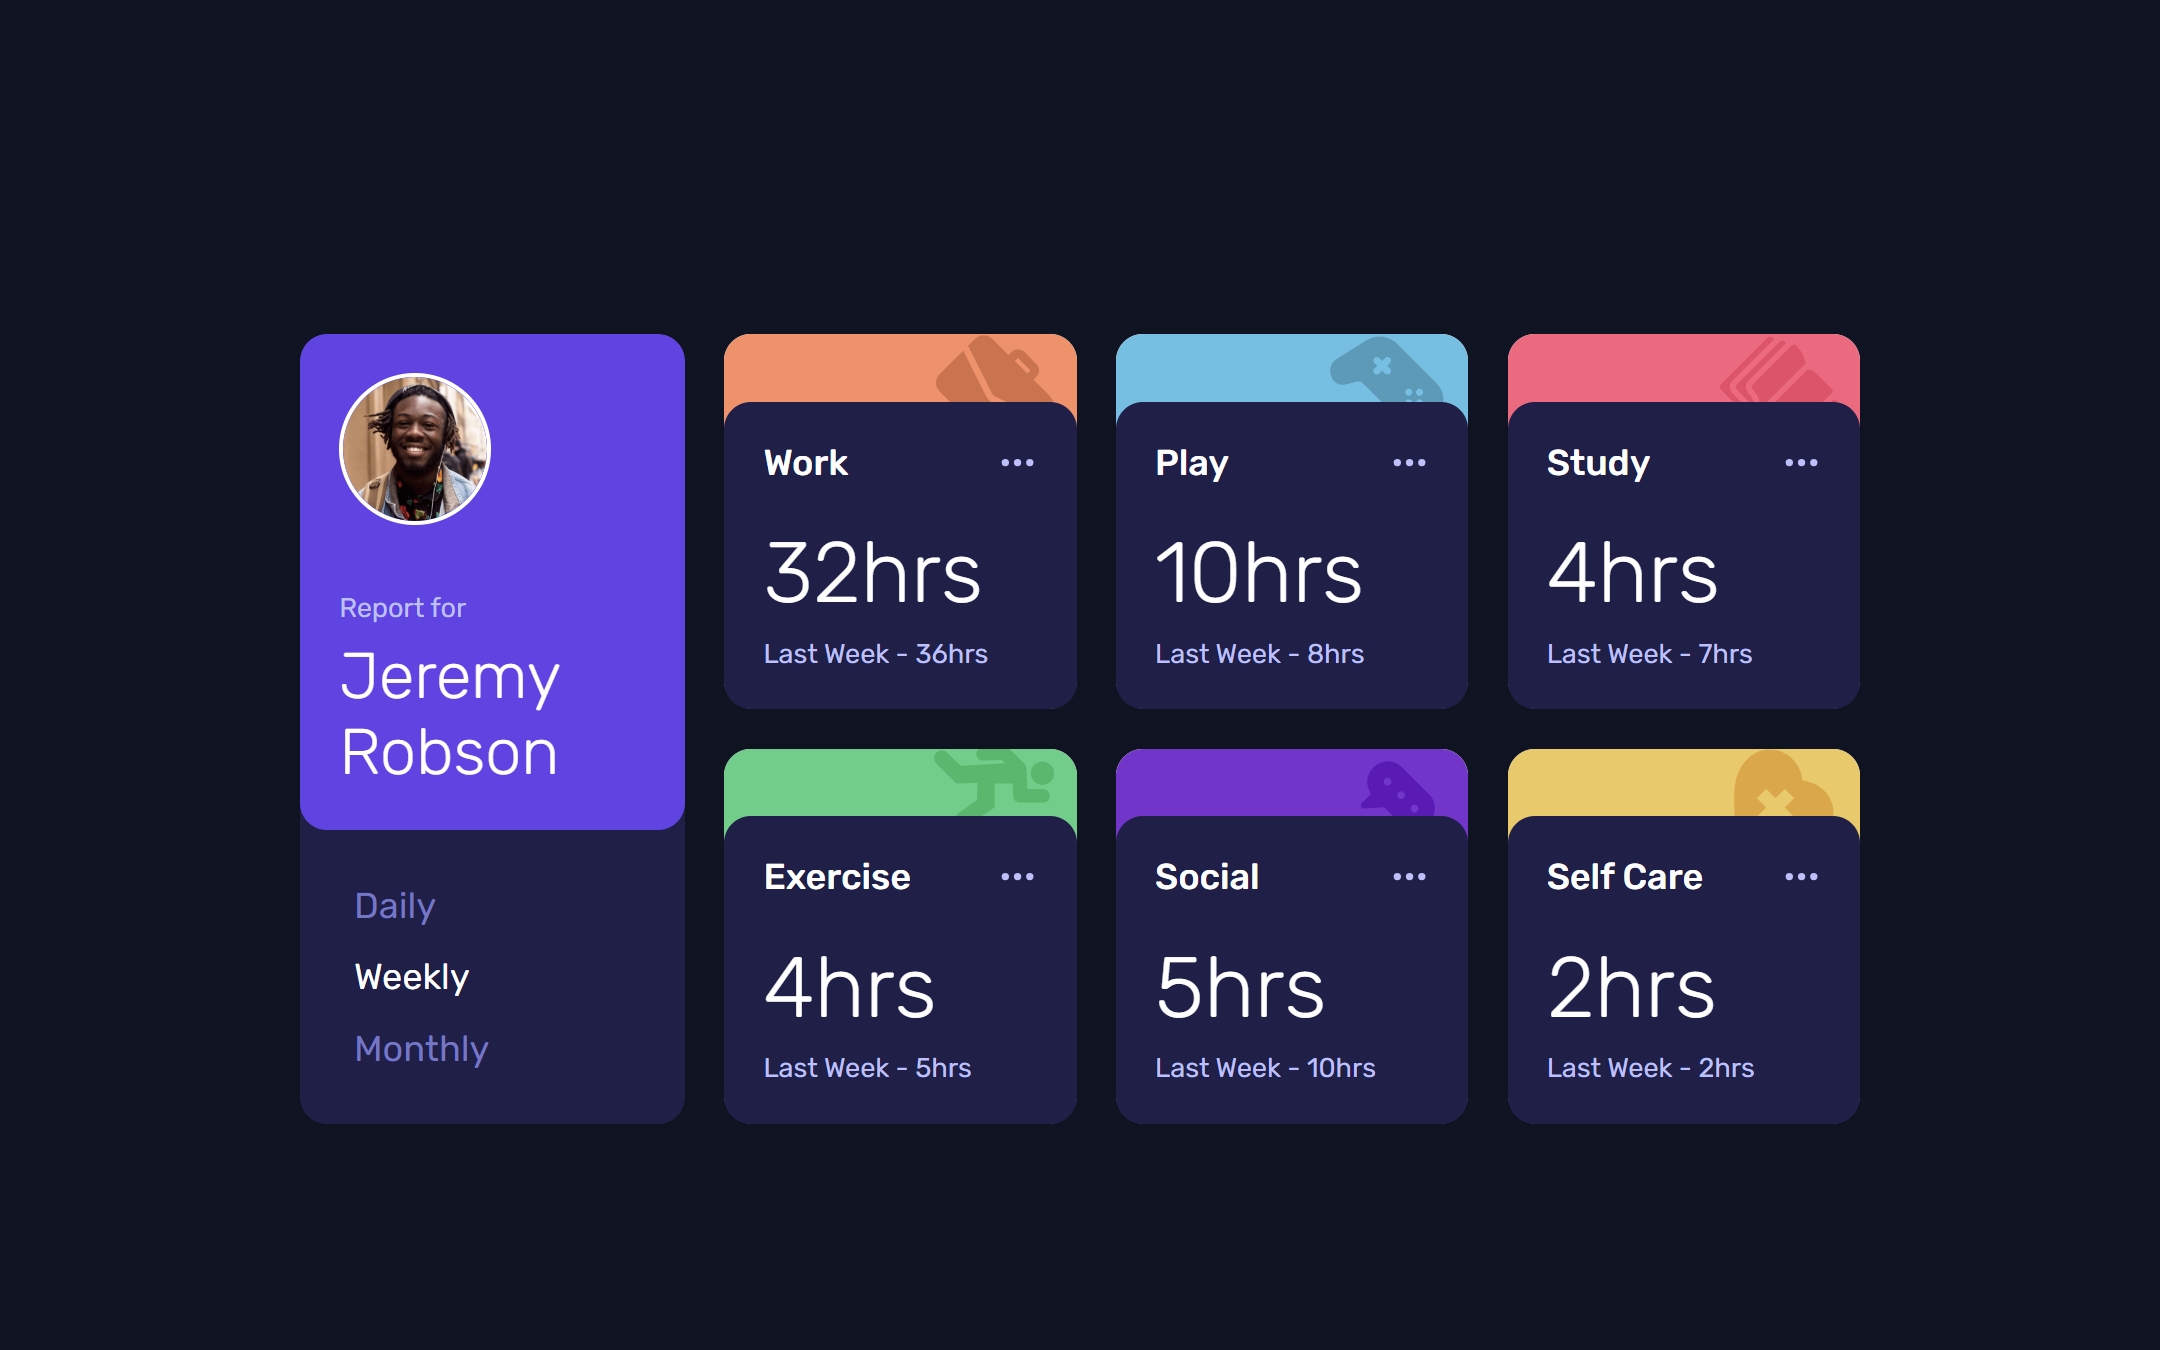 Report for
Jeremy
Robson
Daily
Weekly
Monthly
Work
32hrs
Last Week - 36hrs
Play
10hrs
Last Week - 8hrs
Study
4hrs
Last Week - 7hrs
Exercise
4hrs
Last Week - 5hrs
Social
5hrs
Last Week - 10hrs
Self Care
2hrs
Last Week - 2hrs